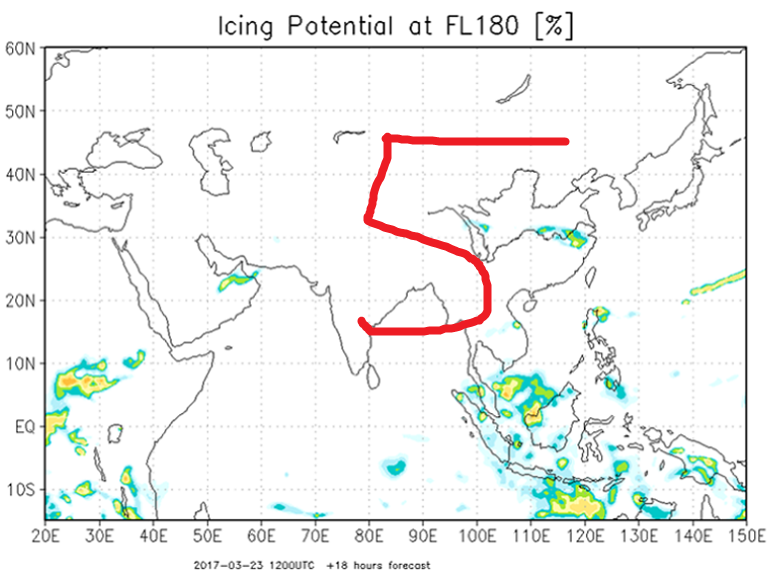 Icing Potential at FL180 [%]
60N
50N
40N
30N
20N
10N
EQ
10S
20E 30E 40E 50E 60E 70E 80E 90E 100E 110E 120E 130E 140E 150E
2017-03-23 1200UTC +18 hours forecast